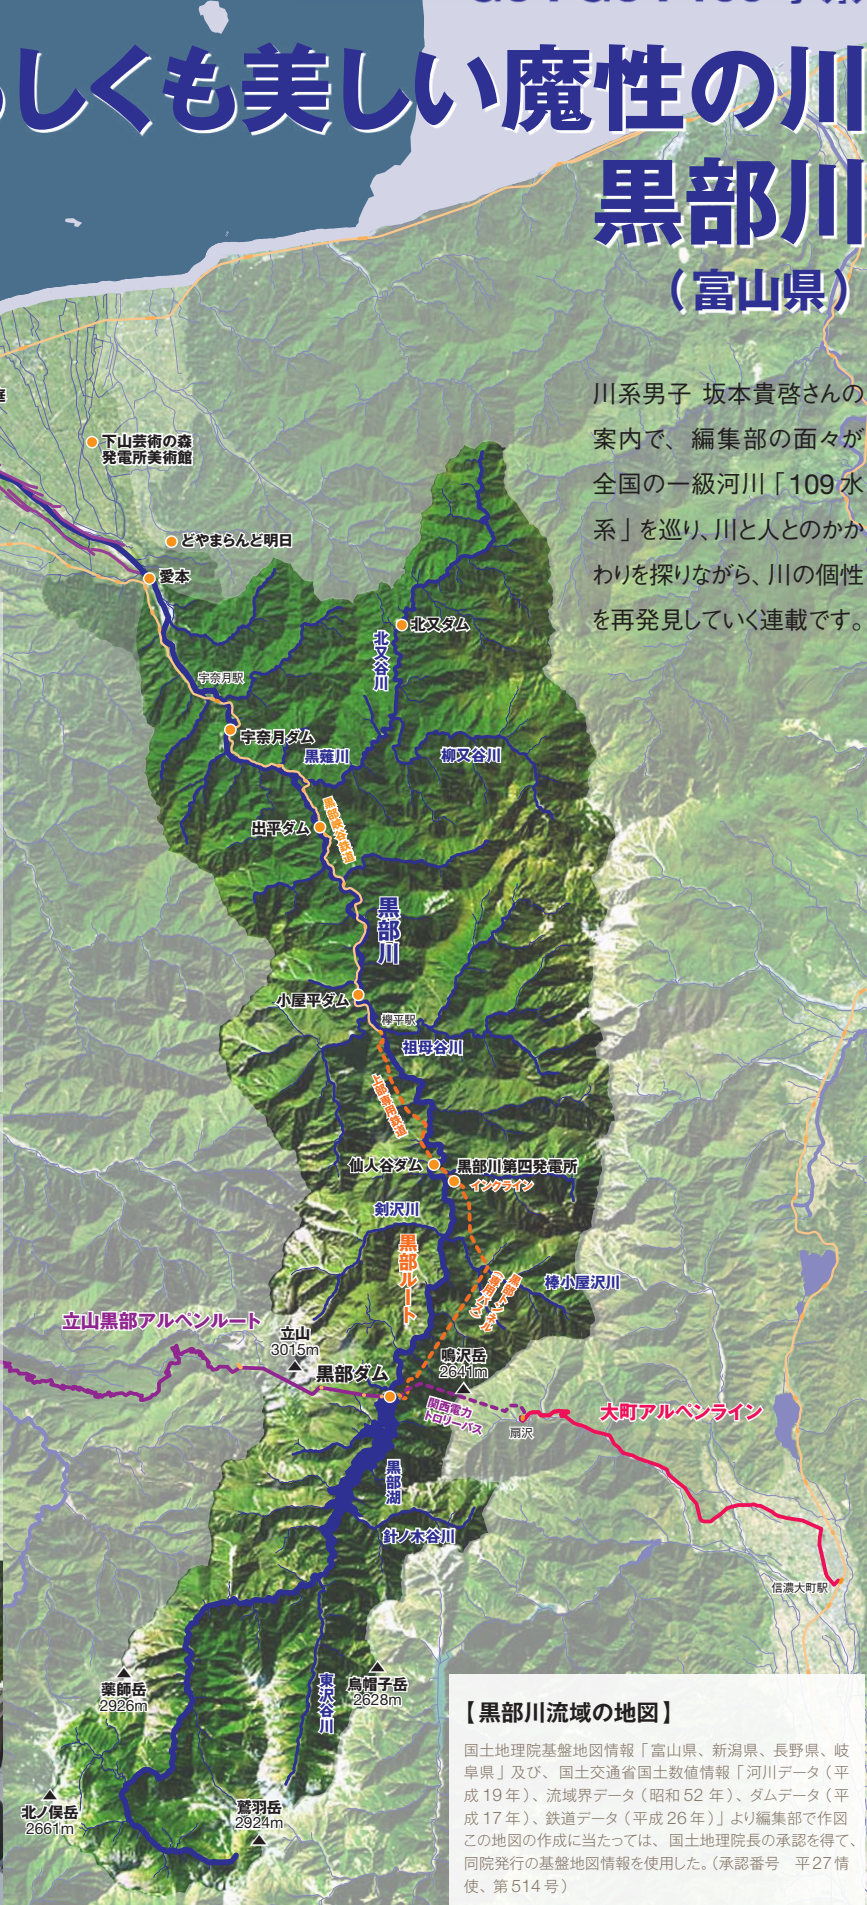 しくも美しい魔性の川
黒部川
（富山県）
川系男子 坂本貴啓さんの
案内で、編集部の面々が
全国の一級河川「109水
系」を巡り、川と人とのかか
わりを探りながら、川の個性
を再発見していく連載です。
下山芸術の森
発電所美術館
どやまらんど明日
愛本
北又ダム
北又谷川
宇奈月駅
宇奈月ダム
黒薙川
柳又谷川
出平ダム
黒部峡谷鉄道
黒部川
小屋平ダム
欅平駅
祖母谷川
上部専用鉄道
仙人谷ダム
黒部川第四発電所
インクライン
剣沢川
黒部ルート
黒部トンネル
（専用バス）
棒小屋沢川
立山黒部アルペンルート
立山
3015m
黒部ダム
鳴沢岳
2641m
関西電力
トロリーバス
扇沢
大町アルペンライン
黒部湖
針ノ木谷川
信濃大町駅
東沢谷川
烏帽子岳
2628m
薬師岳
2926m
北ノ俣岳
2661m
鷲羽岳
2924m
【黒部川流域の地図】
国土地理院基盤地図情報「富山県、新潟県、長野県、岐
阜県」及び、国土交通省国土数値情報「河川データ（平
成19年）、流域界データ（昭和52年）、ダムデータ（平
成17年）、鉄道データ（平成26年）」より編集部で作図
この地図の作成に当たっては、国土地理院長の承認を得て、
同院発行の基盤地図情報を使用した。（承認番号　平27情
使、第514号）